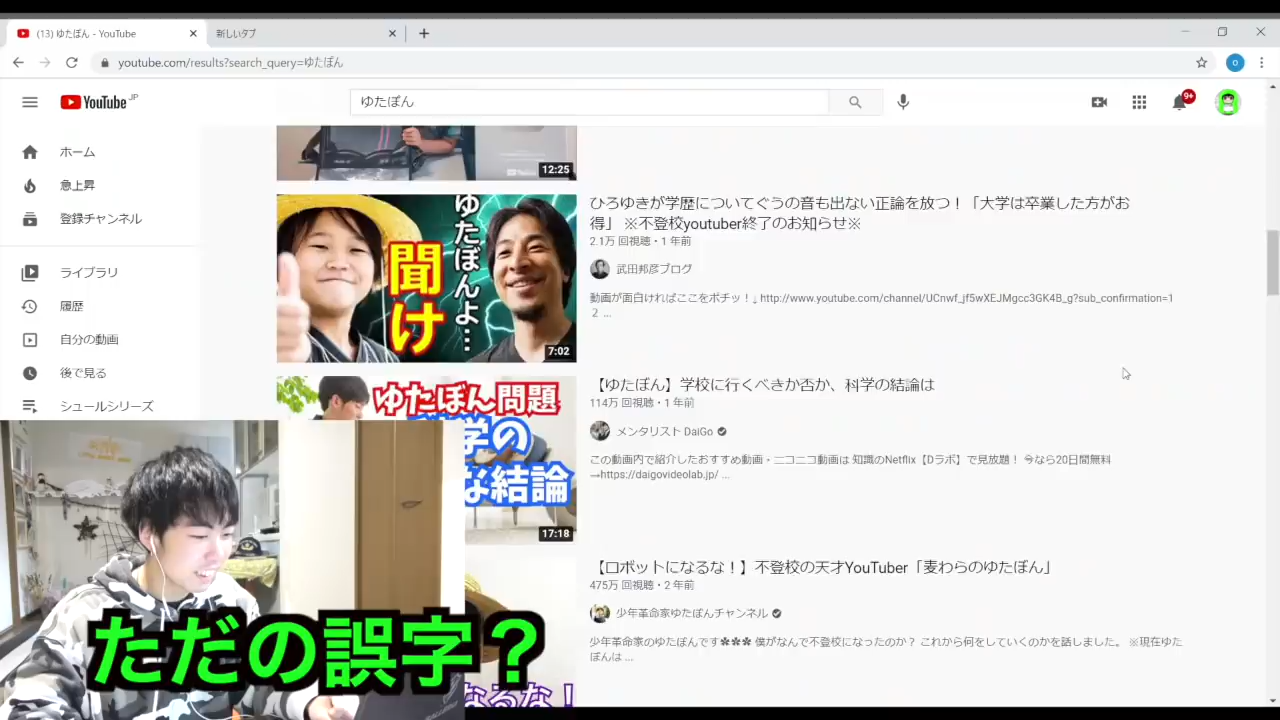 (13) ゆたぼん - YouTube
新しいタブ
youtube.com/results?search_query=ゆたぼん
YouTube JP
ゆたぼん
9+
ホーム
急上昇
登録チャンネル
ライブラリ
履歴
自分の動画
後で見る
シュールシリーズ
12:25
ゆたぼんよ…
聞け
7:02
ひろゆきが学歴についてぐうの音も出ない正論を放つ！「大学は卒業した方がお
得」 ※不登校youtuber終了のお知らせ※
2.1万 回視聴・1 年前
武田邦彦ブログ
動画が面白ければここをポチッ！↓ http://www.youtube.com/channel/UCnwf_jf5wXEJMgcc3GK4B_g?sub_confirmation=1
２ ...
ゆたぼん問題
学の
な結論
17:18
【ゆたぼん】学校に行くべきか否か、科学の結論は
114万 回視聴・1 年前
メンタリスト DaiGo
この動画内で紹介したおすすめ動画・ニコニコ動画は 知識のNetflix【Dラボ】で見放題！ 今なら20日間無料
→https://daigovideolab.jp/ ...
【ロボットになるな！】不登校の天才YouTuber「麦わらのゆたぼん」
475万 回視聴・2 年前
少年革命家ゆたぼんチャンネル
少年革命家のゆたぼんです✽✽✽ 僕がなんで不登校になったのか？ これから何をしていくのかを話しました。 ※現在ゆた
ぼんは ...
なるな！
ただの誤字？